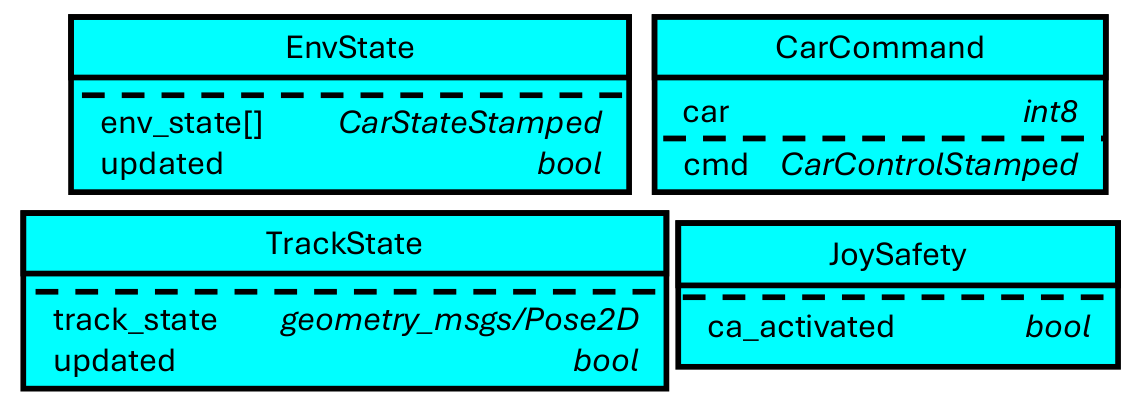 EnvState
env_state[] CarStateStamped
updated bool
CarCommand
car int8
cmd CarControlStamped
TrackState
track_state geometry_msgs/Pose2D
updated bool
JoySafety
ca_activated bool